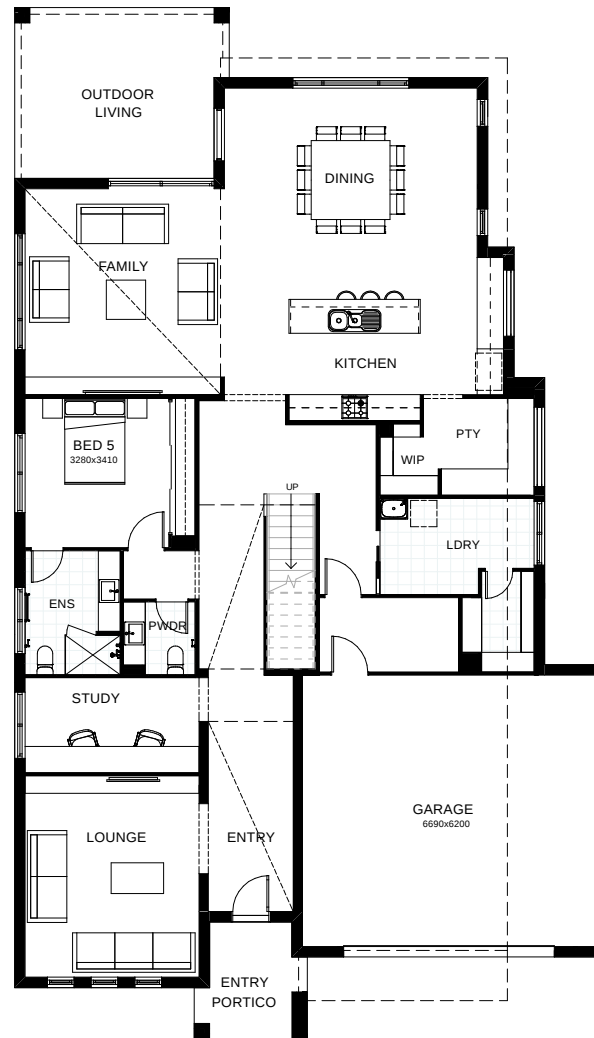 OUTDOOR
LIVING
DINING
FAMILY
KITCHEN
BED 5
3280x3410
PTY
WIP
UP
LDRY
ENS
PWDR
STUDY
GARAGE
6690x6200
LOUNGE
ENTRY
ENTRY
PORTICO